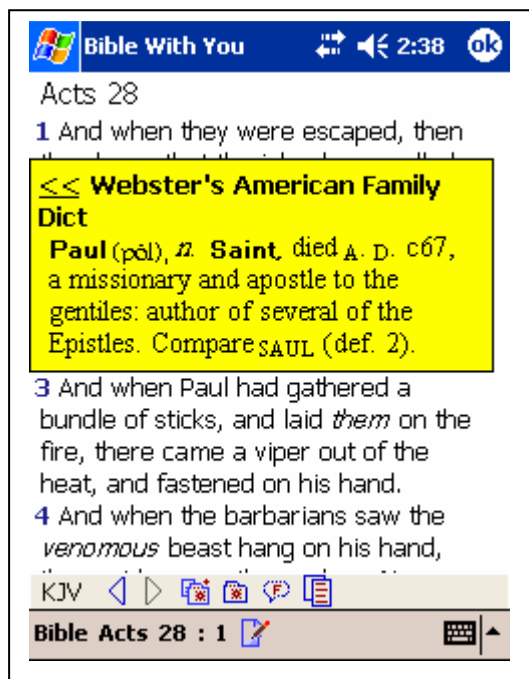 Bible With You 2:38 ok
Acts 28
1 And when they were escaped, then
<< Webster's American Family
Dict
Paul (pôl), n. Saint, died A. D. c67,
a missionary and apostle to the
gentiles: author of several of the
Epistles. Compare SAUL (def. 2).
3 And when Paul had gathered a
bundle of sticks, and laid them on the
fire, there came a viper out of the
heat, and fastened on his hand.
4 And when the barbarians saw the
venomous beast hang on his hand,
KJV
Bible Acts 28 : 1